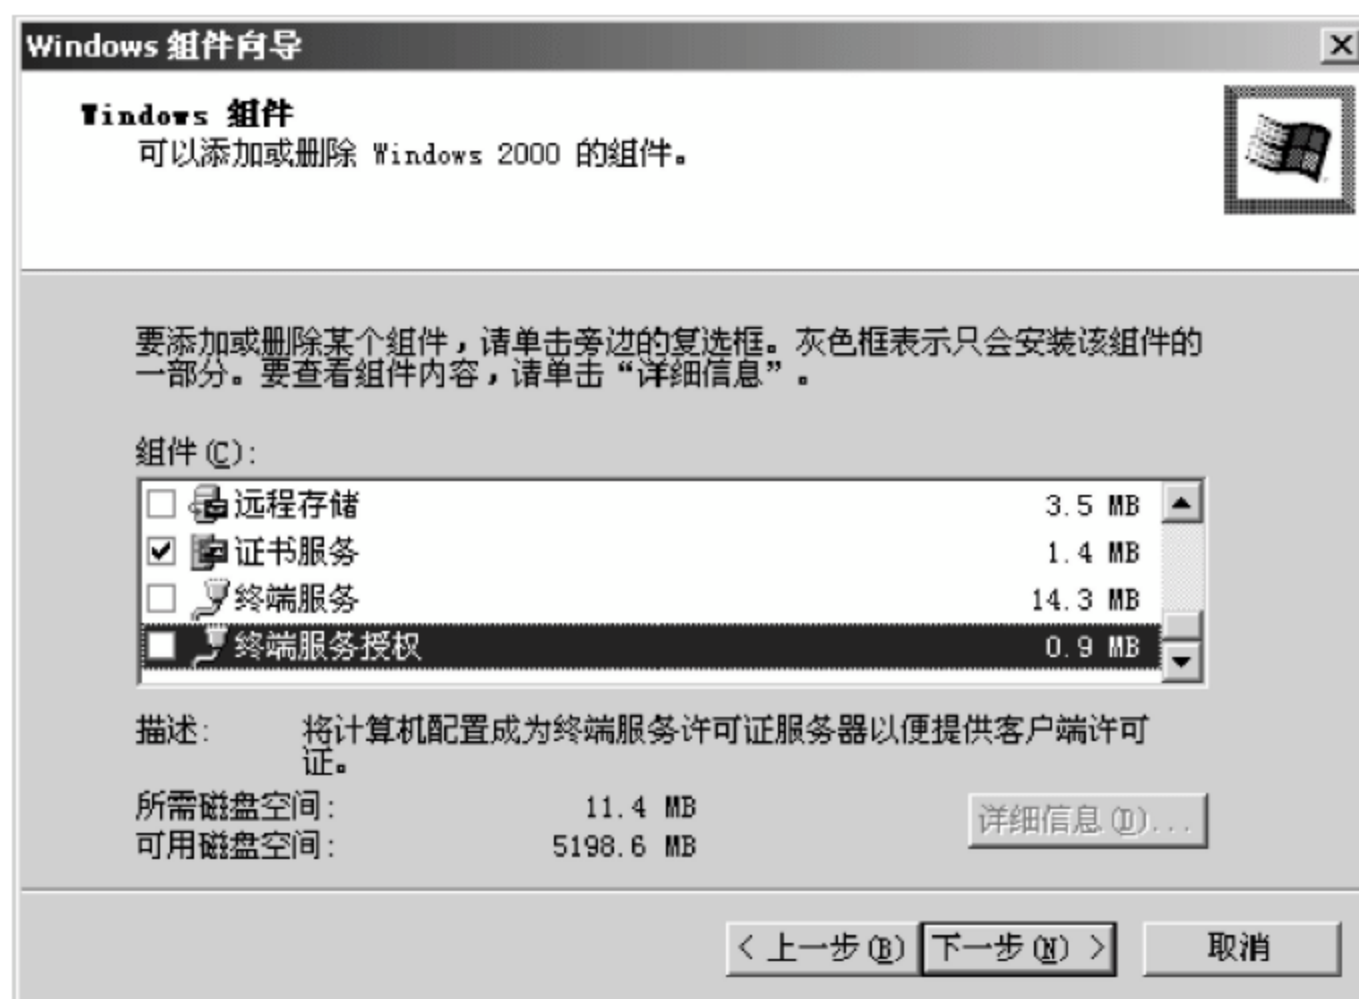 Windows 组件向导
Windows 组件
可以添加或删除 Windows 2000 的组件。
要添加或删除某个组件，请单击旁边的复选框。灰色框表示只会安装该组件的
一部分。要查看组件内容，请单击“详细信息”。
组件(C):
远程存储 3.5 MB
证书服务 1.4 MB
终端服务 14.3 MB
终端服务授权 0.9 MB
描述: 将计算机配置成为终端服务许可证服务器以便提供客户端许可
证。
所需磁盘空间: 11.4 MB
可用磁盘空间: 5198.6 MB
详细信息(D)...
< 上一步(B) 下一步(N) > 取消